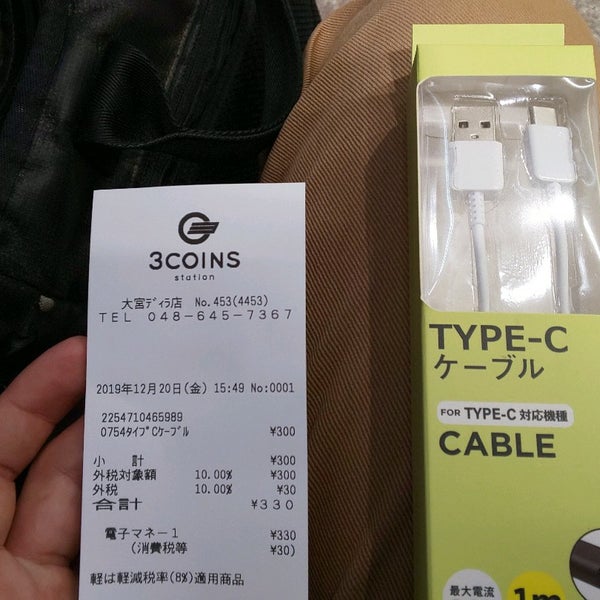 3COINS
station
大宮ディラ店 No.453(4453)
TEL 048-645-7367
2019年12月20日(金) 15:49 No:0001
2254710465989
0754タイプCケーブル ¥300
小 計 ¥300
外税対象額 10.00% ¥300
外税 10.00% ¥30
合計 ¥330
電子マネー1 ¥330
(消費税等 ¥30)
軽は軽減税率(8%)適用商品
TYPE-C
ケーブル
FOR TYPE-C 対応機種
CABLE
最大電流
1m